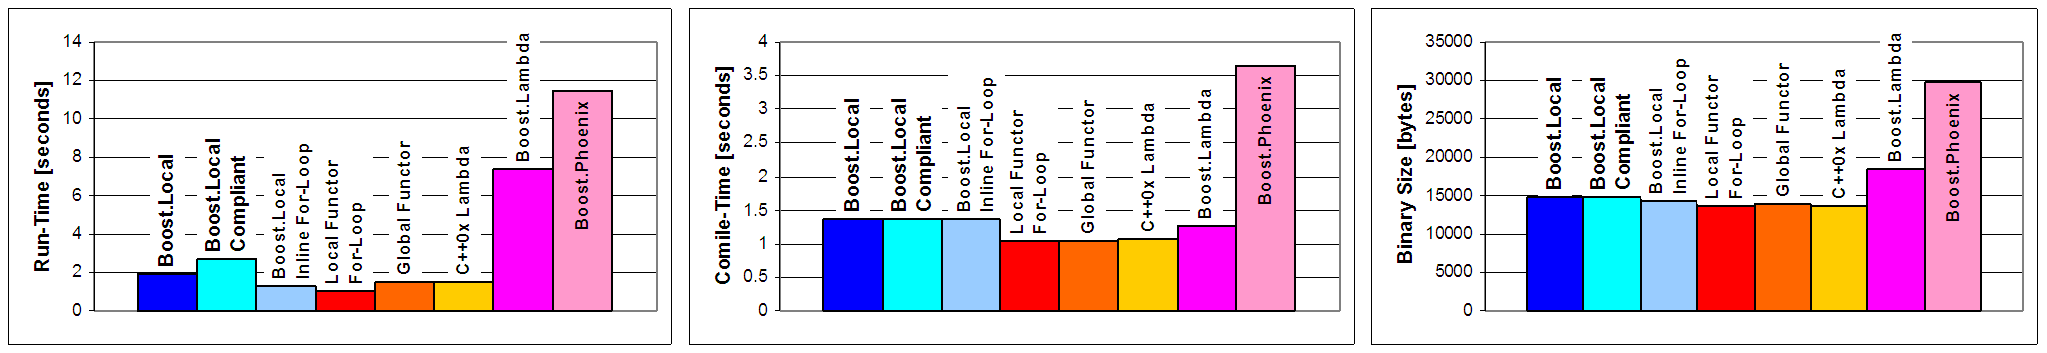 Run-Time [seconds]
14
12
10
8
6
4
2
0
Boost.Local
Boost.Local
Compliant
Boost.Local
Inline For-Loop
Local Functor
For-Loop
Global Functor
C++0x Lambda
Boost.Lambda
Boost.Phoenix
Comile-Time [seconds]
4
3.5
3
2.5
2
1.5
1
0.5
0
Boost.Local
Boost.Local
Compliant
Boost.Local
Inline For-Loop
Local Functor
For-Loop
Global Functor
C++0x Lambda
Boost.Lambda
Boost.Phoenix
Binary Size [bytes]
35000
30000
25000
20000
15000
10000
5000
0
Boost.Local
Boost.Local
Compliant
Boost.Local
Inline For-Loop
Local Functor
For-Loop
Global Functor
C++0x Lambda
Boost.Lambda
Boost.Phoenix